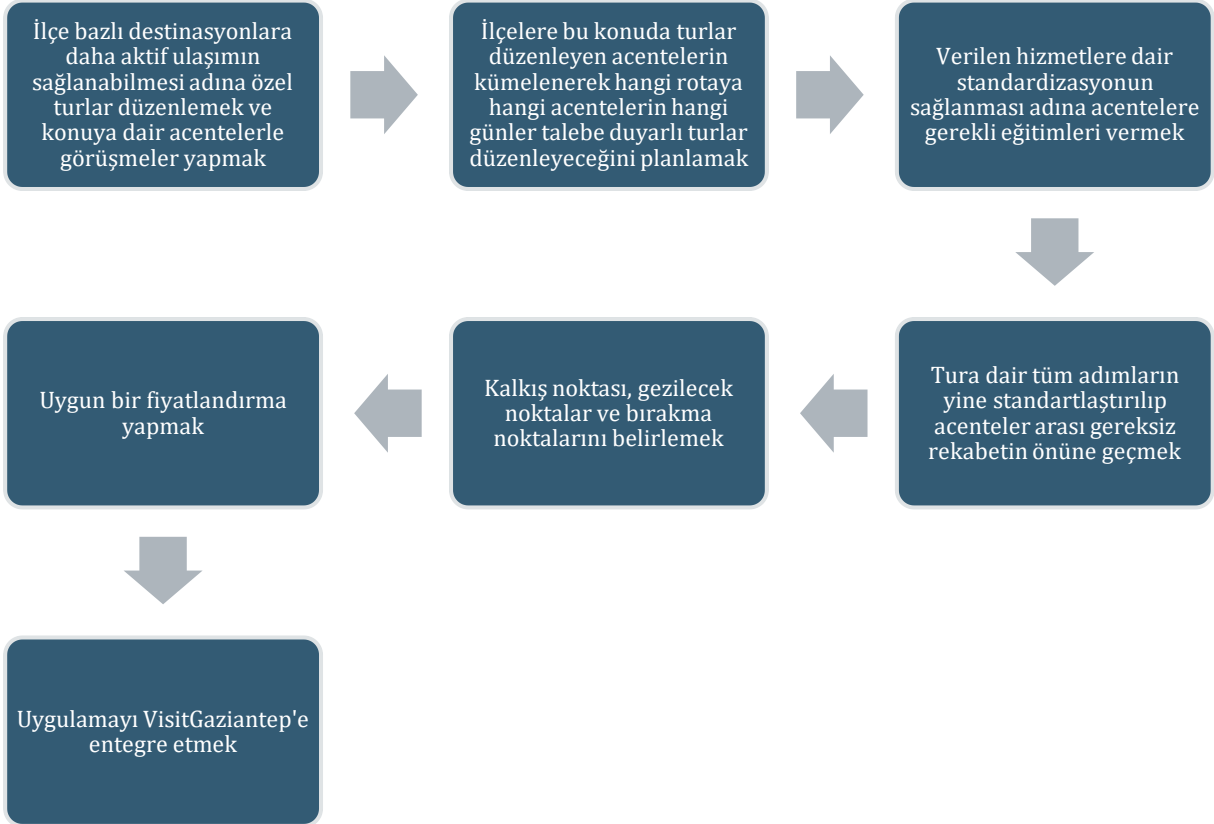 İlçe bazlı destinasyonlara
daha aktif ulaşımın
sağlanabilmesi adına özel
turlar düzenlemek ve
konuya dair acentelerle
görüşmeler yapmak
İlçelere bu konuda turlar
düzenleyen acentelerin
kümelenerek hangi rotaya
hangi acentelerin hangi
günler talebe duyarlı turlar
düzenleyeceğini planlamak
Verilen hizmetlere dair
standardizasyonun
sağlanması adına acentelere
gerekli eğitimleri vermek
Tura dair tüm adımların
yine standartlaştırılıp
acenteler arası gereksiz
rekabetin önüne geçmek
Kalkış noktası, gezilecek
noktalar ve bırakma
noktalarını belirlemek
Uygun bir fiyatlandırma
yapmak
Uygulamayı VisitGaziantep'e
entegre etmek